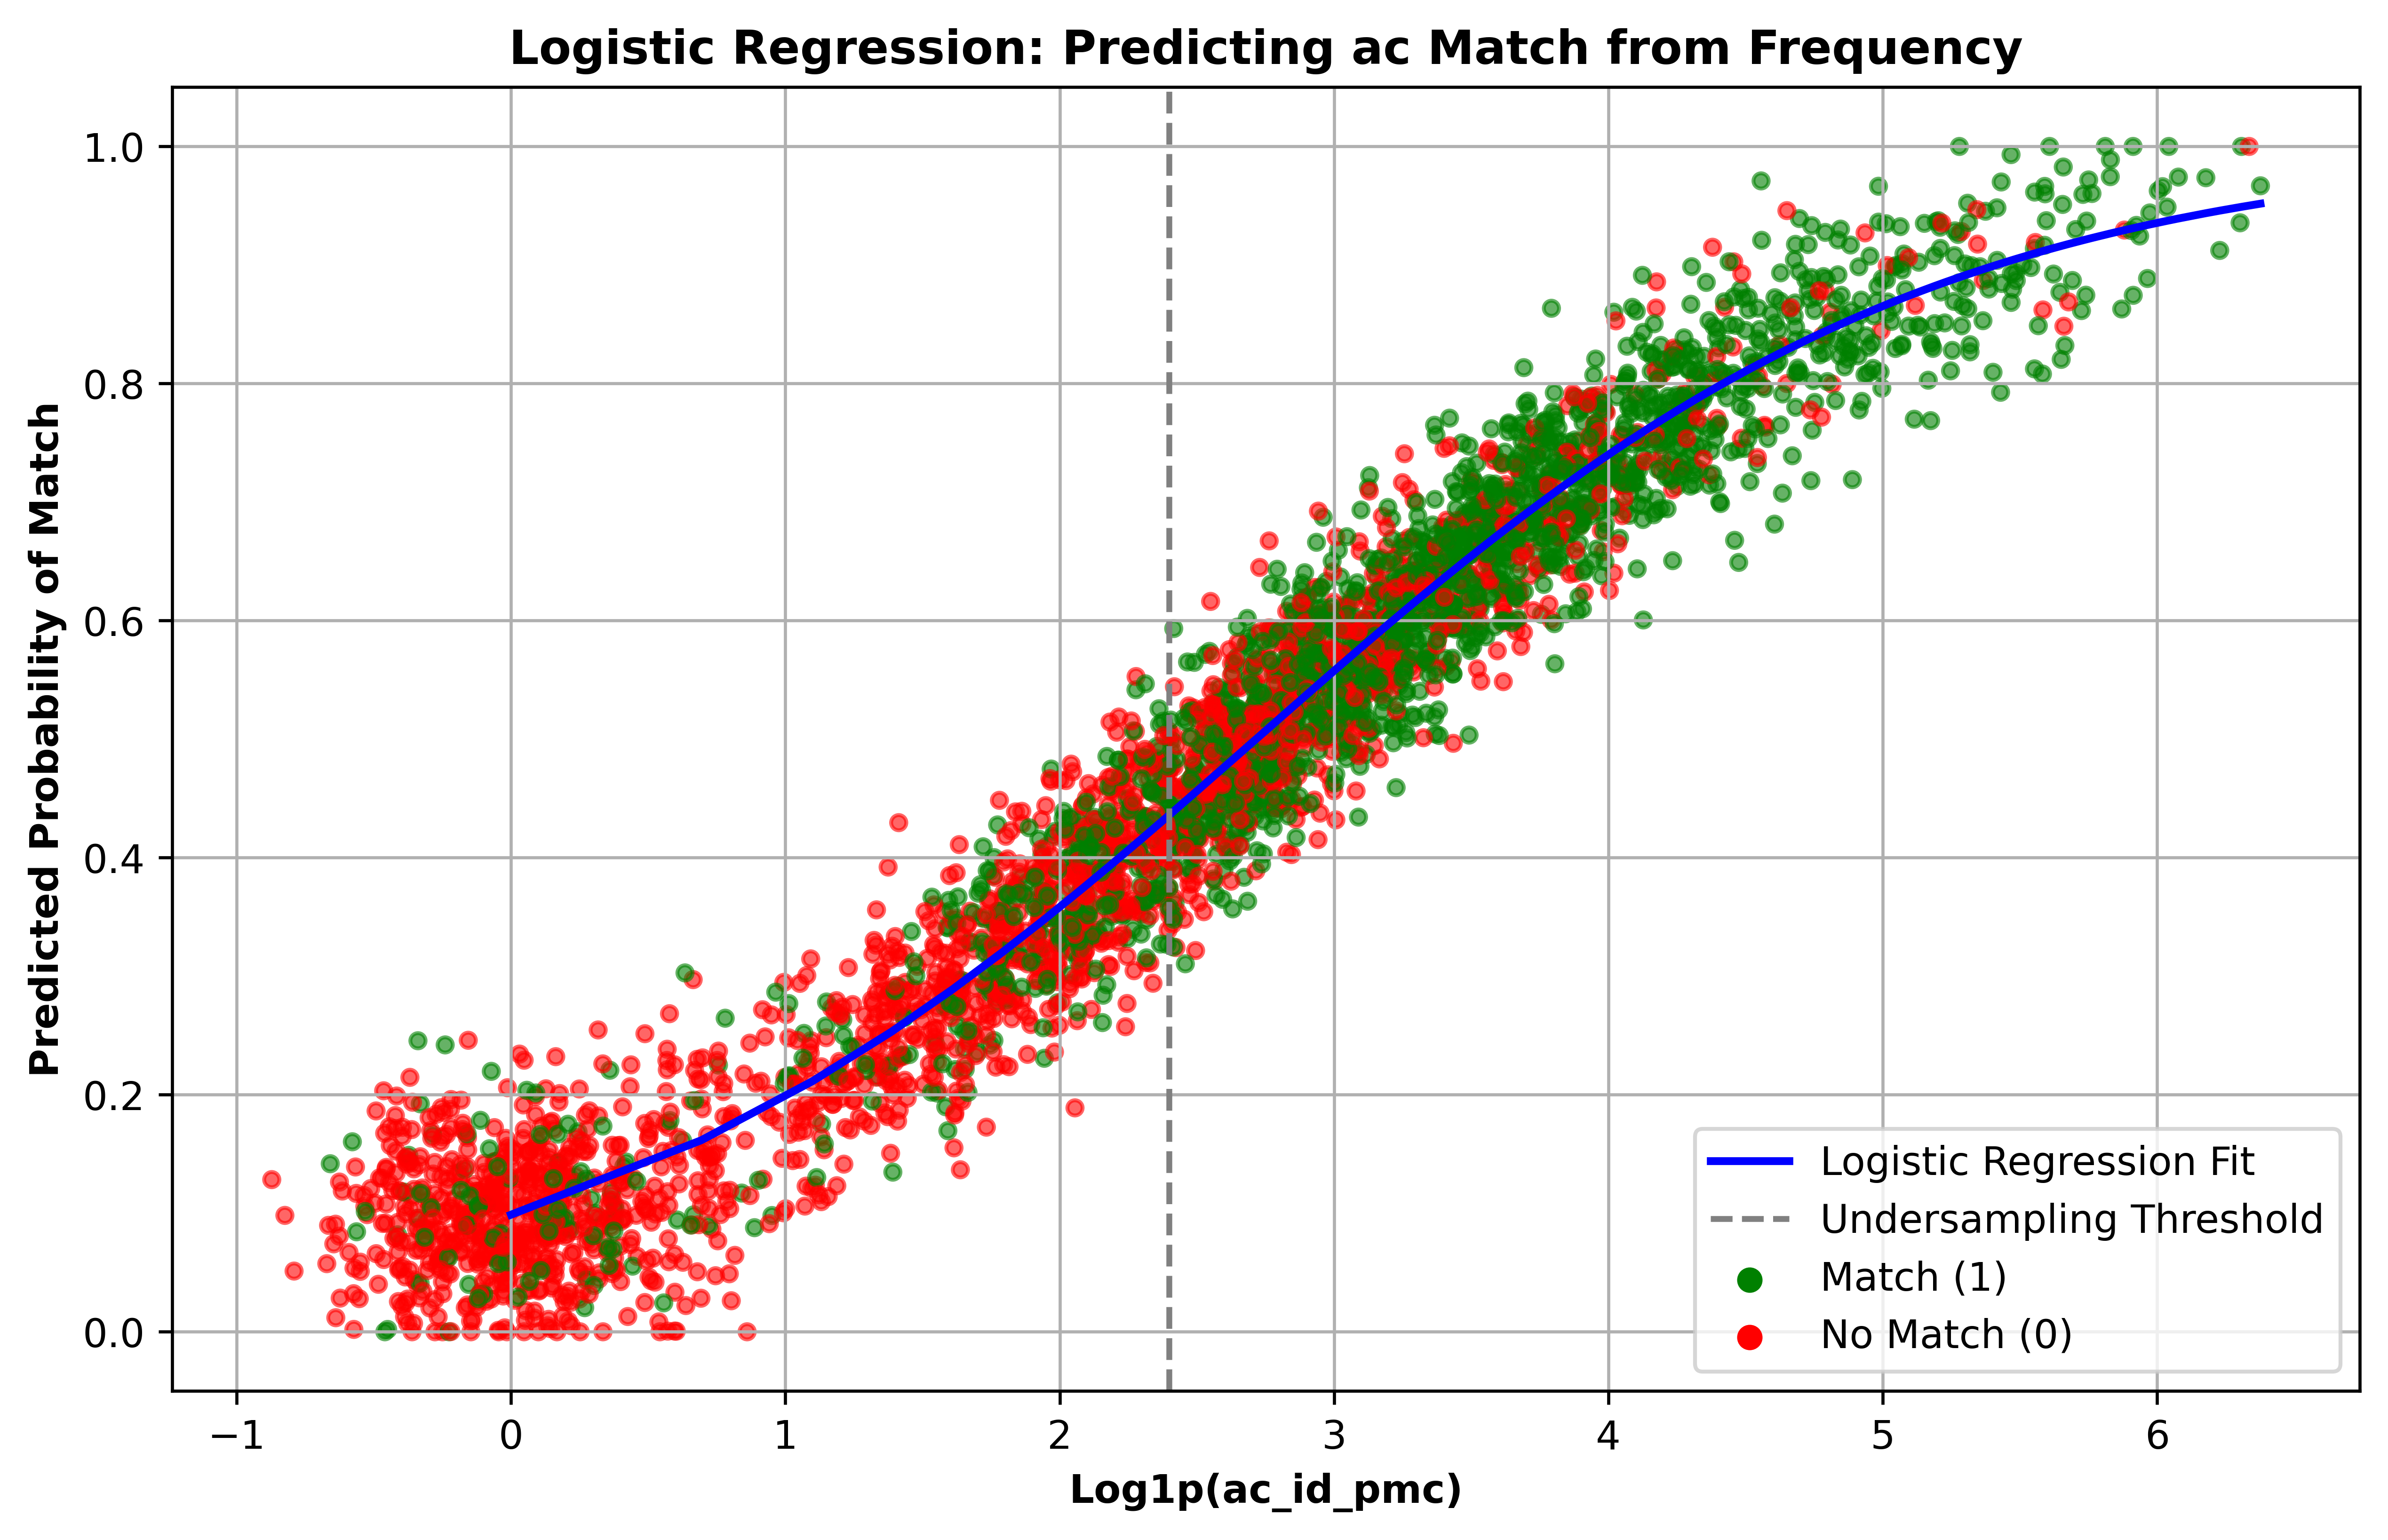 Logistic Regression: Predicting ac Match from Frequency
Predicted Probability of Match
1.0
0.8
0.6
0.4
0.2
0.0
−1 0 1 2 3 4 5 6
Log1p(ac_id_pmc)
Logistic Regression Fit
Undersampling Threshold
Match (1)
No Match (0)